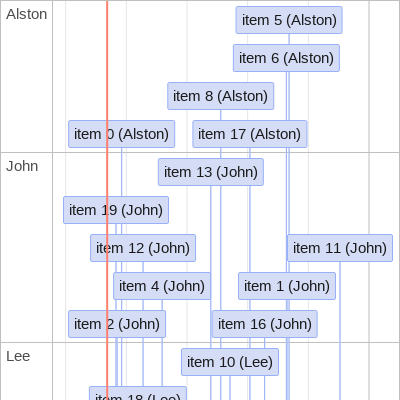 Alston
item 5 (Alston)
item 6 (Alston)
item 8 (Alston)
item 0 (Alston)
item 17 (Alston)
John
item 13 (John)
item 19 (John)
item 12 (John)
item 11 (John)
item 4 (John)
item 1 (John)
item 2 (John)
item 16 (John)
Lee
item 10 (Lee)
item 18 (Lee)